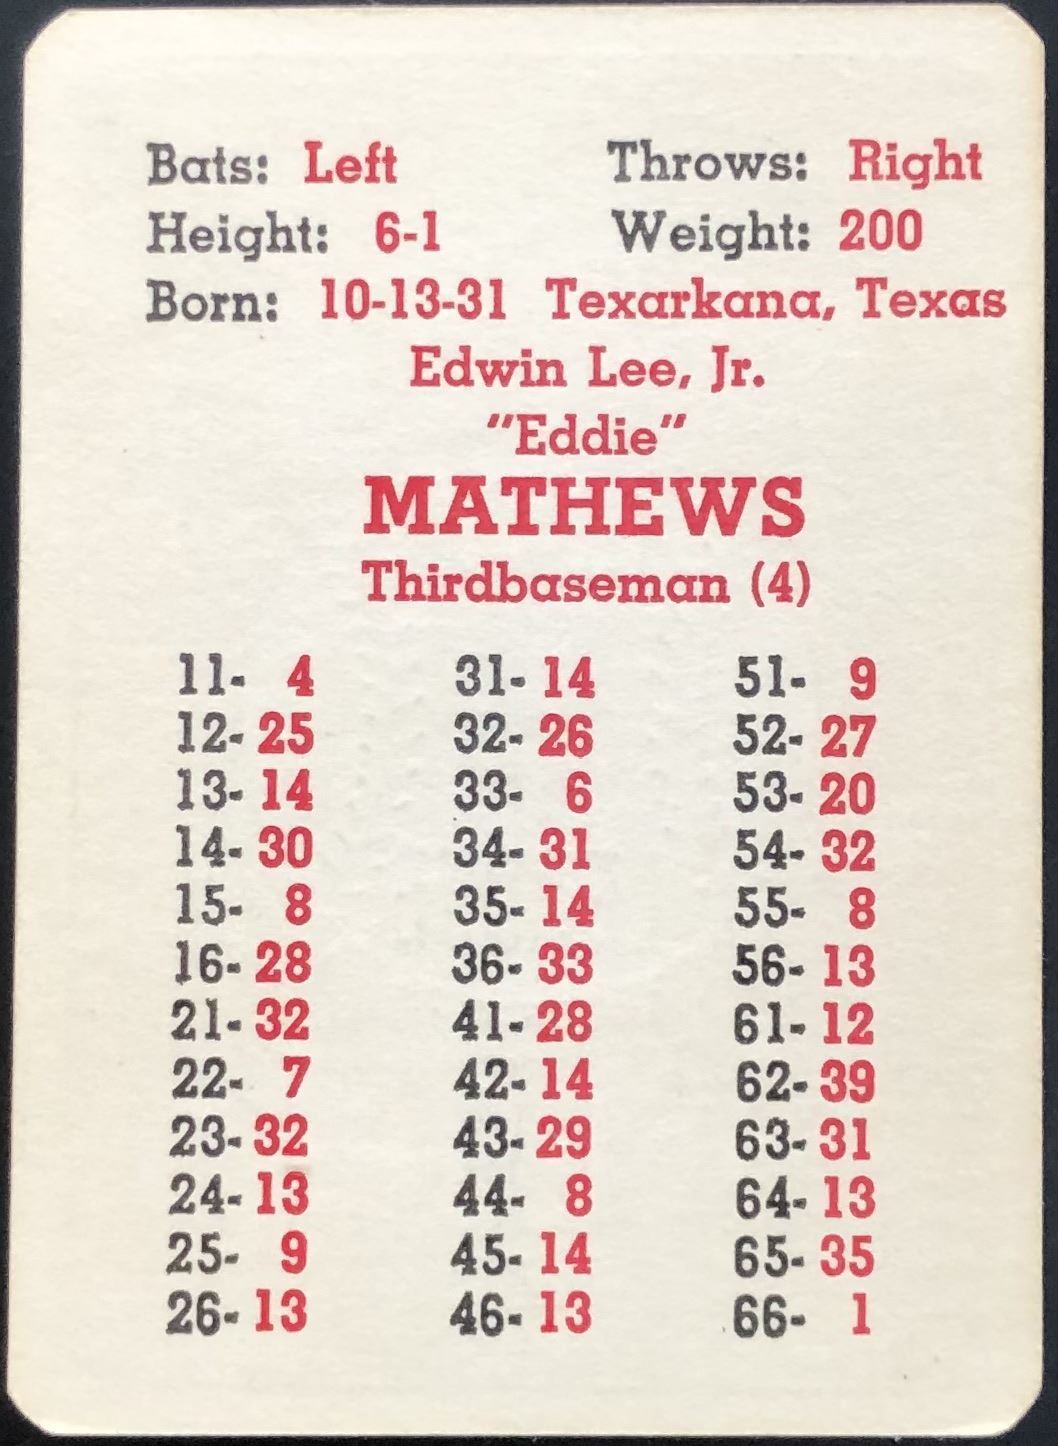 Bats: Left Throws: Right
Height: 6-1 Weight: 200
Born: 10-13-31 Texarkana, Texas
Edwin Lee, Jr.
"Eddie"
MATHEWS
Thirdbaseman (4)
11- 4 31- 14 51- 9
12- 25 32- 26 52- 27
13- 14 33- 6 53- 20
14- 30 34- 31 54- 32
15- 8 35- 14 55- 8
16- 28 36- 33 56- 13
21- 32 41- 28 61- 12
22- 7 42- 14 62- 39
23- 32 43- 29 63- 31
24- 13 44- 8 64- 13
25- 9 45- 14 65- 35
26- 13 46- 13 66- 1